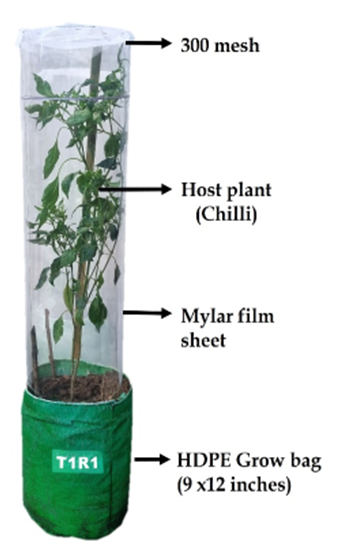 300 mesh
Host plant
(Chilli)
Mylar film
sheet
T1R1
HDPE Grow bag
(9 x12 inches)